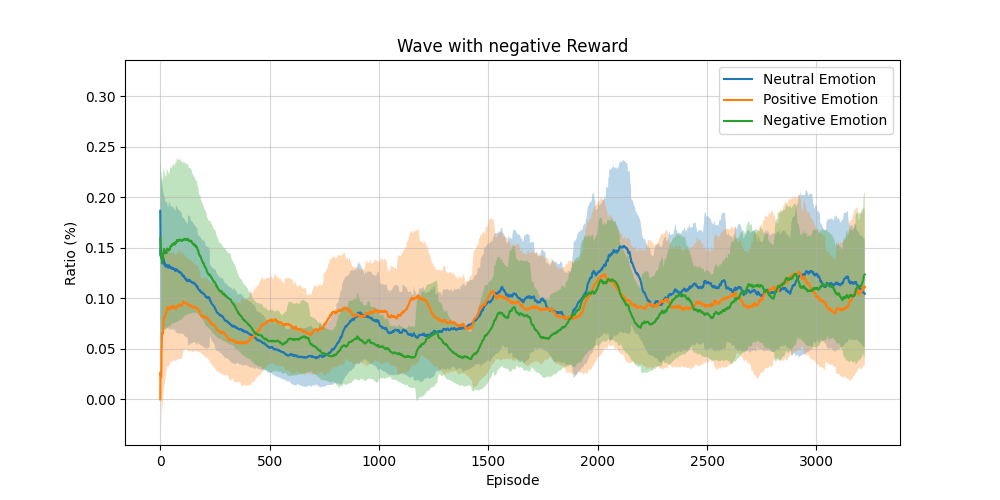 Wave with negative Reward
Neutral Emotion
Positive Emotion
Negative Emotion
Ratio (%)
0.30
0.25
0.20
0.15
0.10
0.05
0.00
0 500 1000 1500 2000 2500 3000
Episode